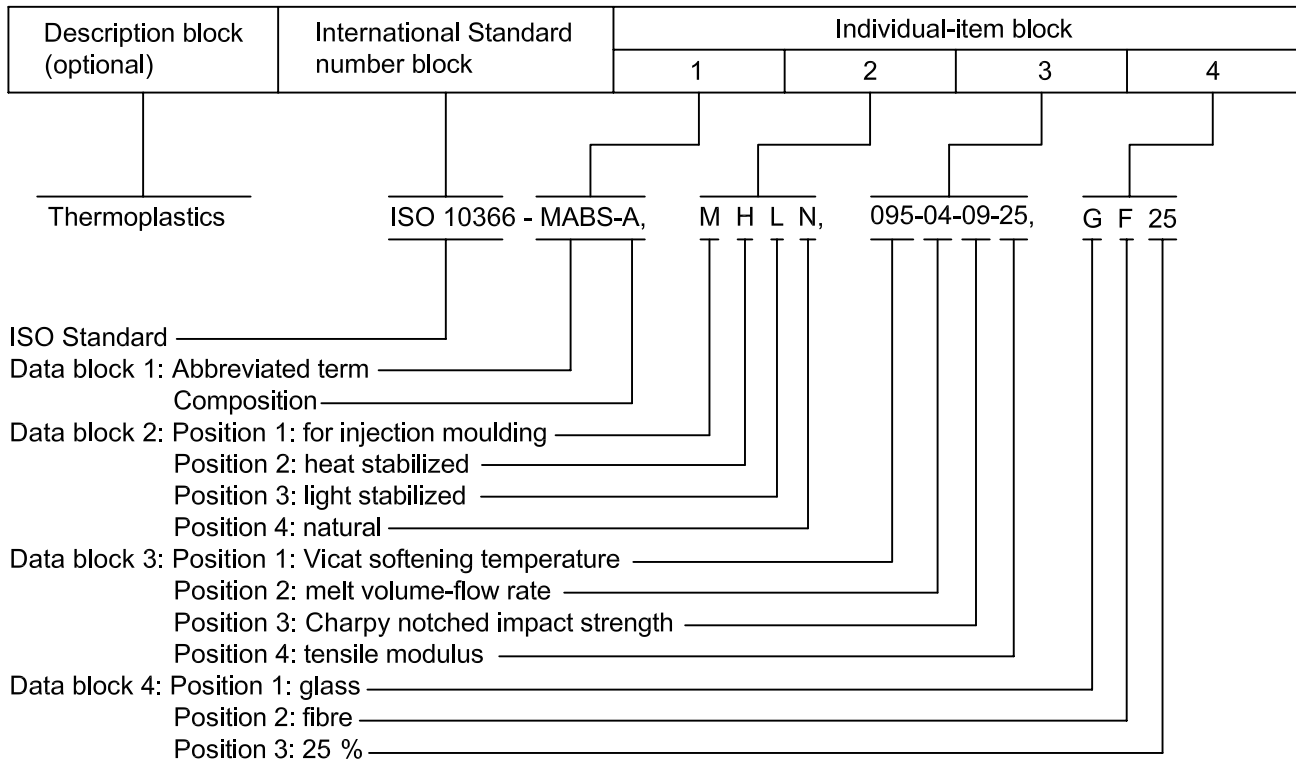 Description block (optional)
International Standard number block
Individual-item block
1 2 3 4
Thermoplastics ISO 10366 - MABS-A, M H L N, 095-04-09-25, G F 25
ISO Standard
Data block 1: Abbreviated term
Composition
Data block 2: Position 1: for injection moulding
Position 2: heat stabilized
Position 3: light stabilized
Position 4: natural
Data block 3: Position 1: Vicat softening temperature
Position 2: melt volume-flow rate
Position 3: Charpy notched impact strength
Position 4: tensile modulus
Data block 4: Position 1: glass
Position 2: fibre
Position 3: 25 %